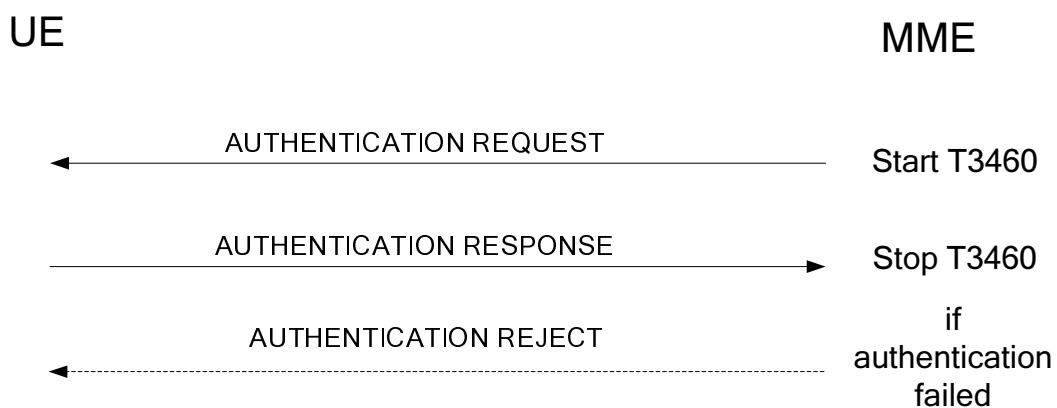 UE
MME
AUTHENTICATION REQUEST
Start T3460
AUTHENTICATION RESPONSE
Stop T3460
AUTHENTICATION REJECT
if
authentication
failed